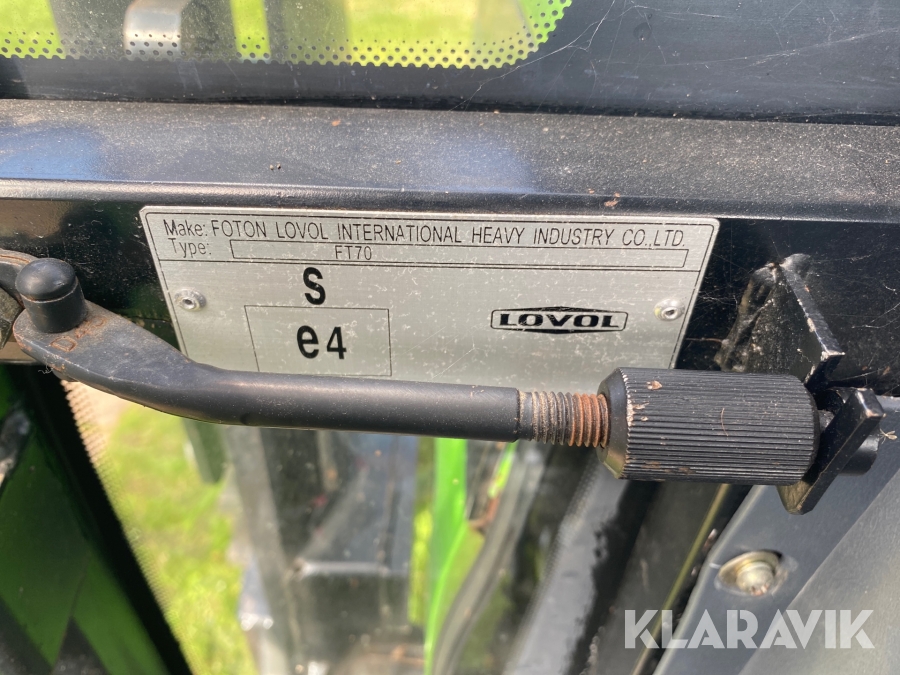 Make: FOTON LOVOL INTERNATIONAL HEAVY INDUSTRY CO.,LTD.
Type: FT70
S
e4
LOVOL
KLARAVIK